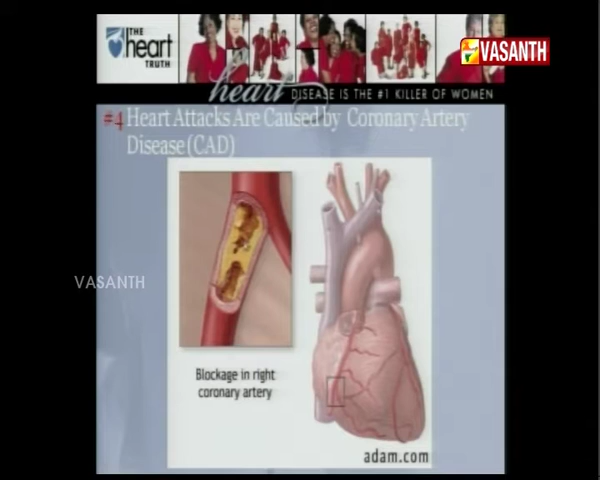 THE
heart
TRUTH
VASANTH
heart DISEASE IS THE #1 KILLER OF WOMEN
#4 Heart Attacks Are Caused by Coronary Artery
Disease (CAD)
VASANTH
Blockage in right
coronary artery
adam.com